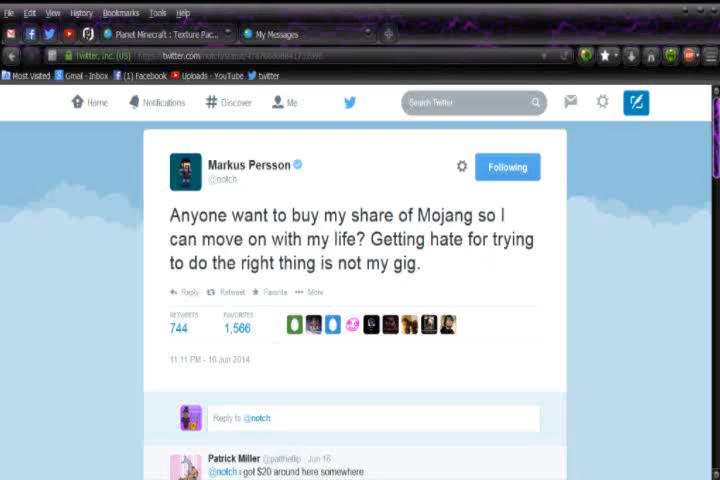 File Edit View History Bookmarks Tools Help
Planet Minecraft : Texture Pac... My Messages
Twitter, Inc. (US) twitter.com
Most Visited Gmail - Inbox (1) Facebook Uploads - YouTube twitter
Home Notifications Discover Me Search Twitter
Markus Persson
@notch
Following
Anyone want to buy my share of Mojang so I
can move on with my life? Getting hate for trying
to do the right thing is not my gig.
Reply Retweet Favorite More
RETWEETS FAVORITES
744 1,566
11:11 PM - 16 Jun 2014
Reply to @notch
Patrick Miller Jun 16
@notch i got $20 around here somewhere